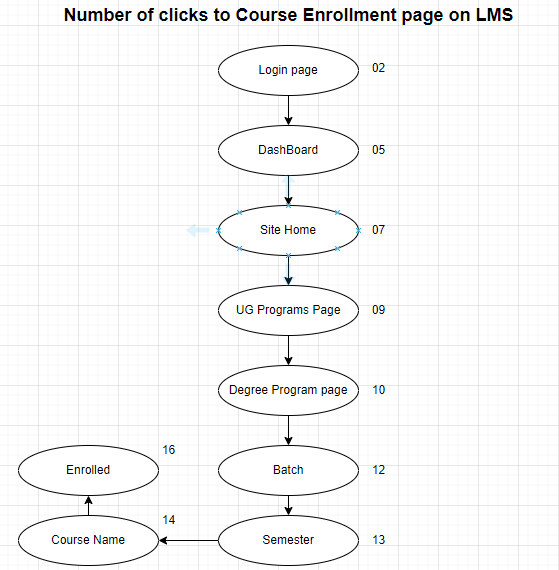 Number of clicks to Course Enrollment page on LMS
Login page 02
DashBoard 05
Site Home 07
UG Programs Page 09
Degree Program page 10
Batch 12
Semester 13
Course Name 14
Enrolled 16